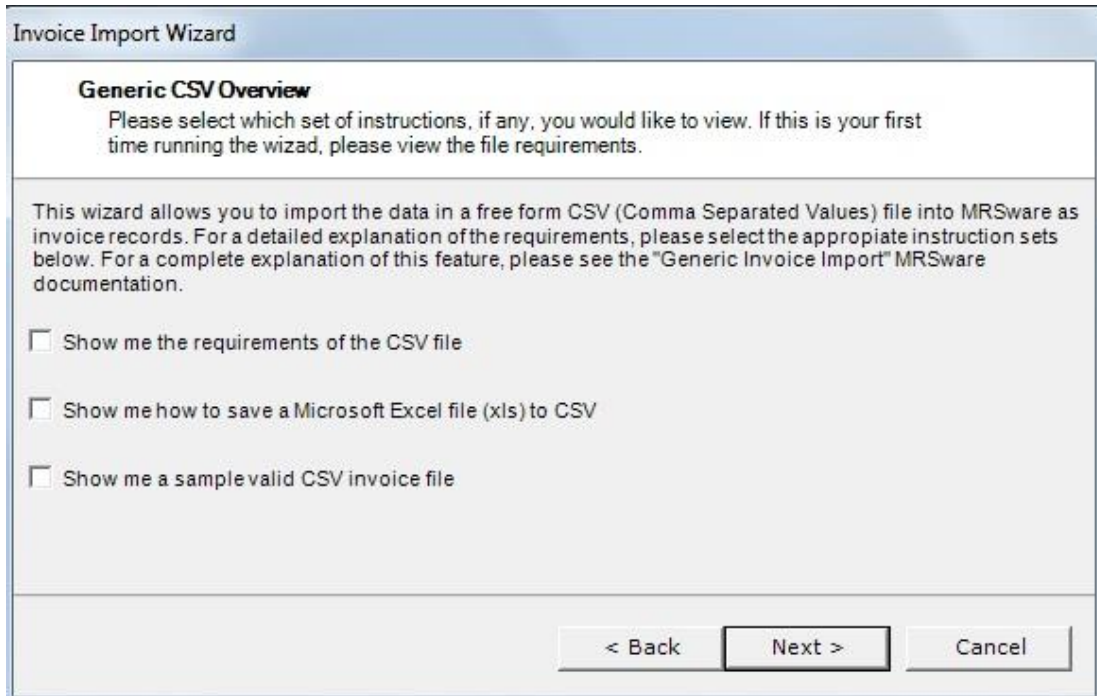 Invoice Import Wizard
Generic CSV Overview
Please select which set of instructions, if any, you would like to view. If this is your first
time running the wizad, please view the file requirements.
This wizard allows you to import the data in a free form CSV (Comma Separated Values) file into MRSware as
invoice records. For a detailed explanation of the requirements, please select the appropiate instruction sets
below. For a complete explanation of this feature, please see the "Generic Invoice Import" MRSware
documentation.
Show me the requirements of the CSV file
Show me how to save a Microsoft Excel file (xls) to CSV
Show me a sample valid CSV invoice file
< Back Next > Cancel